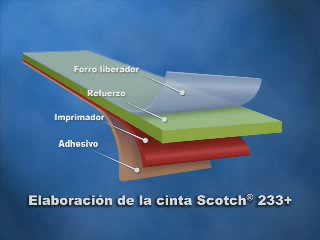 Forro liberador
Refuerzo
Imprimador
Adhesivo
Elaboración de la cinta Scotch® 233+